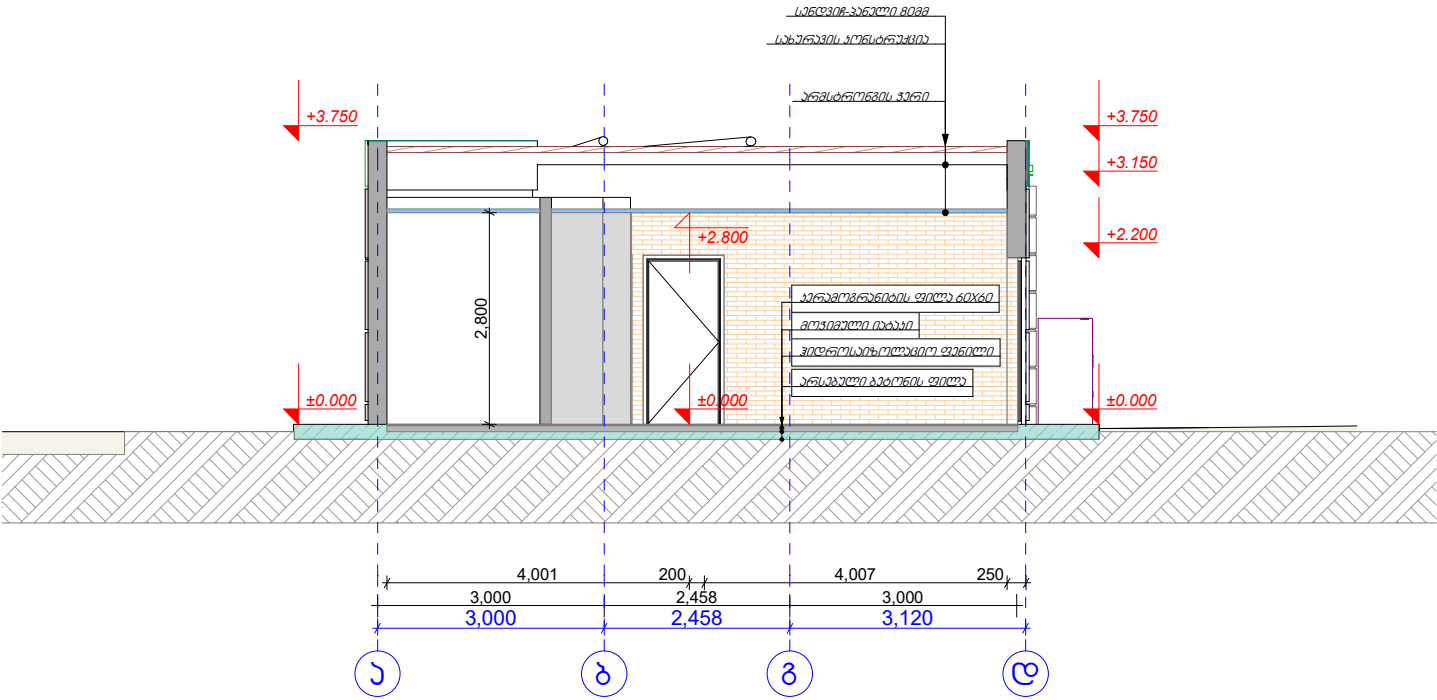 სენდვიჩ-პანელი 80მმ
სახურავის კონსტრუქცია
არმსტრონგის ჭერი
+3.750
+3.750
+3.150
+2.200
+2.800
2,800
კერამოგრანიტის ფილა 60X60
მოჭიმული იატაკი
ჰიდროსაიზოლაციო ფენილი
არსებული ბეტონის ფილა
±0.000
±0.000
±0.000
4,001 200 4,007 250
3,000 2,458 3,000
3,000 2,458 3,120
ა ბ გ დ